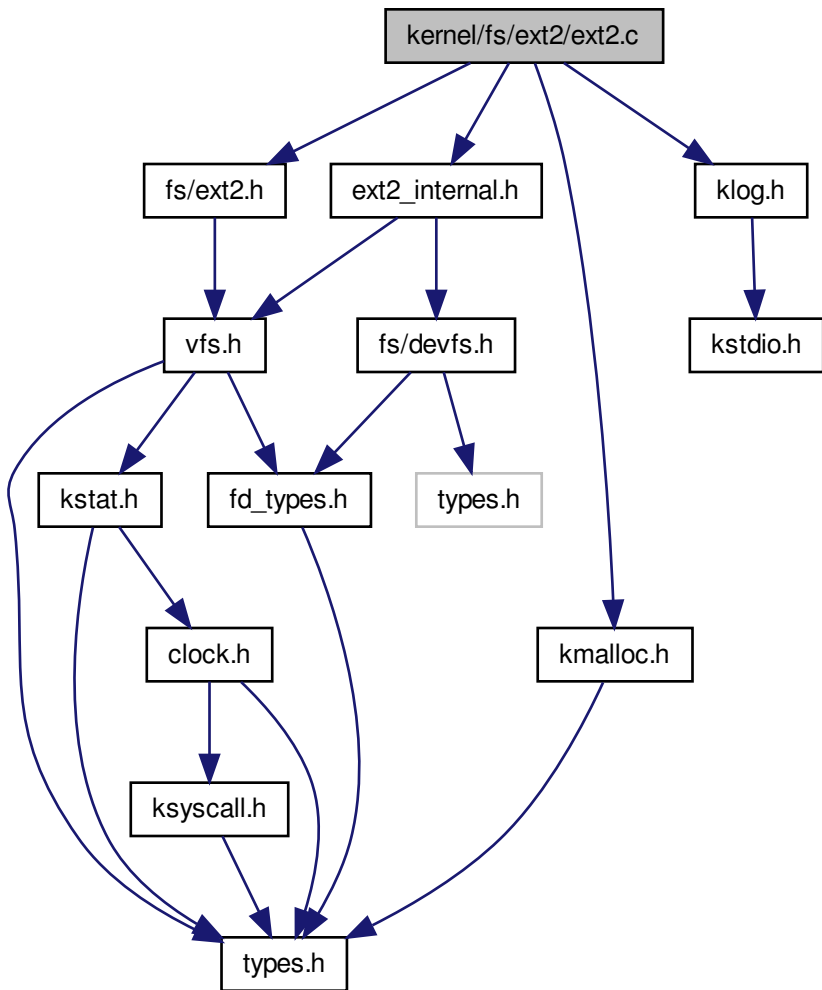 kernel/fs/ext2/ext2.c
fs/ext2.h
ext2_internal.h
klog.h
vfs.h
fs/devfs.h
kstdio.h
kstat.h
fd_types.h
types.h
clock.h
kmalloc.h
ksyscall.h
types.h